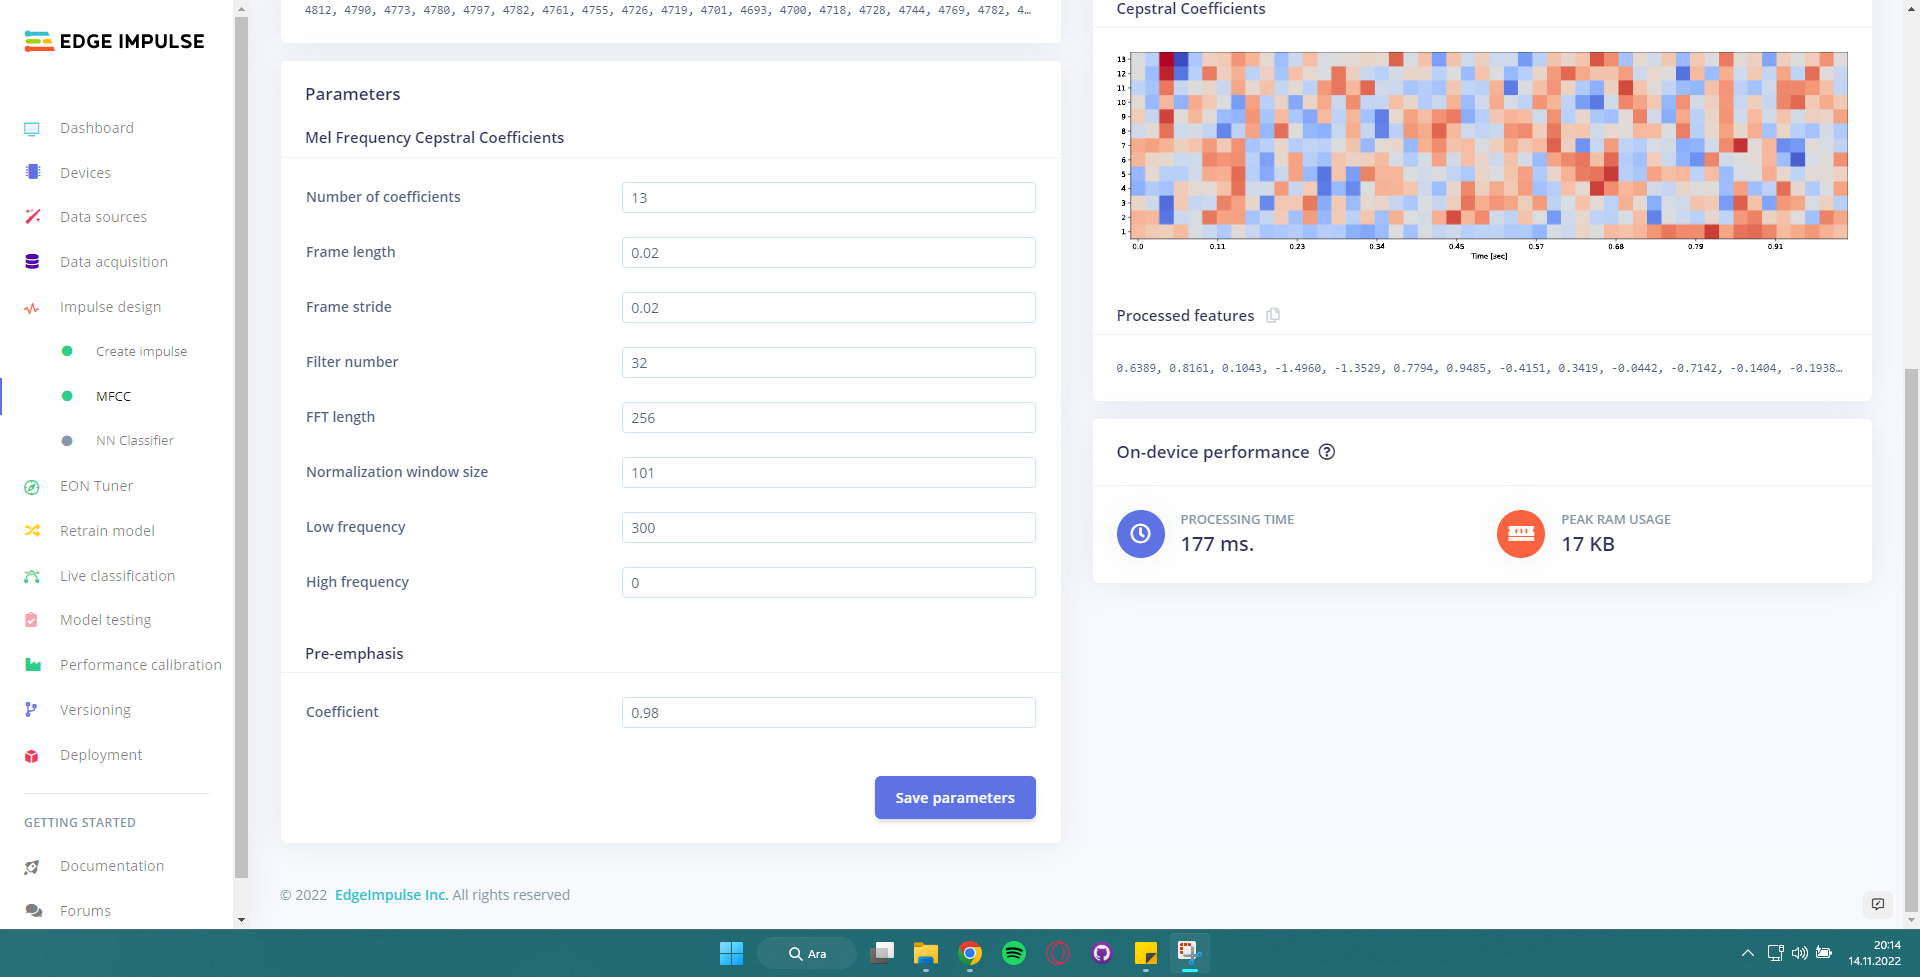 EDGE IMPULSE
Dashboard
Devices
Data sources
Data acquisition
Impulse design
Create impulse
MFCC
NN Classifier
EON Tuner
Retrain model
Live classification
Model testing
Performance calibration
Versioning
Deployment
GETTING STARTED
Documentation
Forums
4812, 4790, 4773, 4780, 4797, 4782, 4761, 4755, 4726, 4719, 4701, 4693, 4700, 4718, 4728, 4744, 4769, 4782, 4…
Parameters
Mel Frequency Cepstral Coefficients
Number of coefficients 13
Frame length 0.02
Frame stride 0.02
Filter number 32
FFT length 256
Normalization window size 101
Low frequency 300
High frequency 0
Pre-emphasis
Coefficient 0.98
Save parameters
© 2022 EdgeImpulse Inc. All rights reserved
Cepstral Coefficients
13
12
11
10
9
8
7
6
5
4
3
2
1
0.0 0.11 0.23 0.34 0.45 0.57 0.68 0.79 0.91
Time [sec]
Processed features
0.6389, 0.8161, 0.1043, -1.4960, -1.3529, 0.7794, 0.9485, -0.4151, 0.3419, -0.0442, -0.7142, -0.1404, -0.1938…
On-device performance
PROCESSING TIME
177 ms.
PEAK RAM USAGE
17 KB
Ara
20:14
14.11.2022